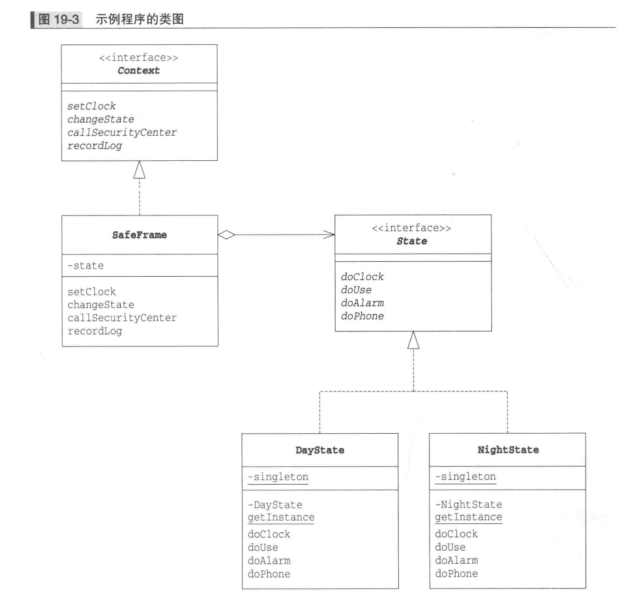 图 19-3 示例程序的类图
<<interface>>
Context
setClock
changeState
callSecurityCenter
recordLog
SafeFrame
-state
setClock
changeState
callSecurityCenter
recordLog
<<interface>>
State
doClock
doUse
doAlarm
doPhone
DayState
-singleton
-DayState
getInstance
doClock
doUse
doAlarm
doPhone
NightState
-singleton
-NightState
getInstance
doClock
doUse
doAlarm
doPhone